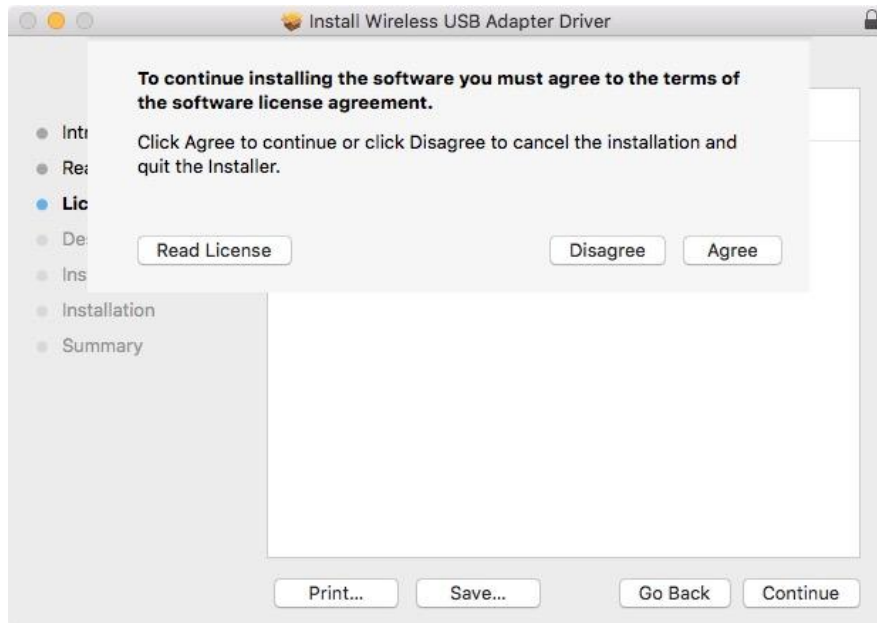 Install Wireless USB Adapter Driver
To continue installing the software you must agree to the terms of
the software license agreement.
Click Agree to continue or click Disagree to cancel the installation and
quit the Installer.
Read License
Disagree
Agree
Installation
Summary
Print...
Save...
Go Back
Continue